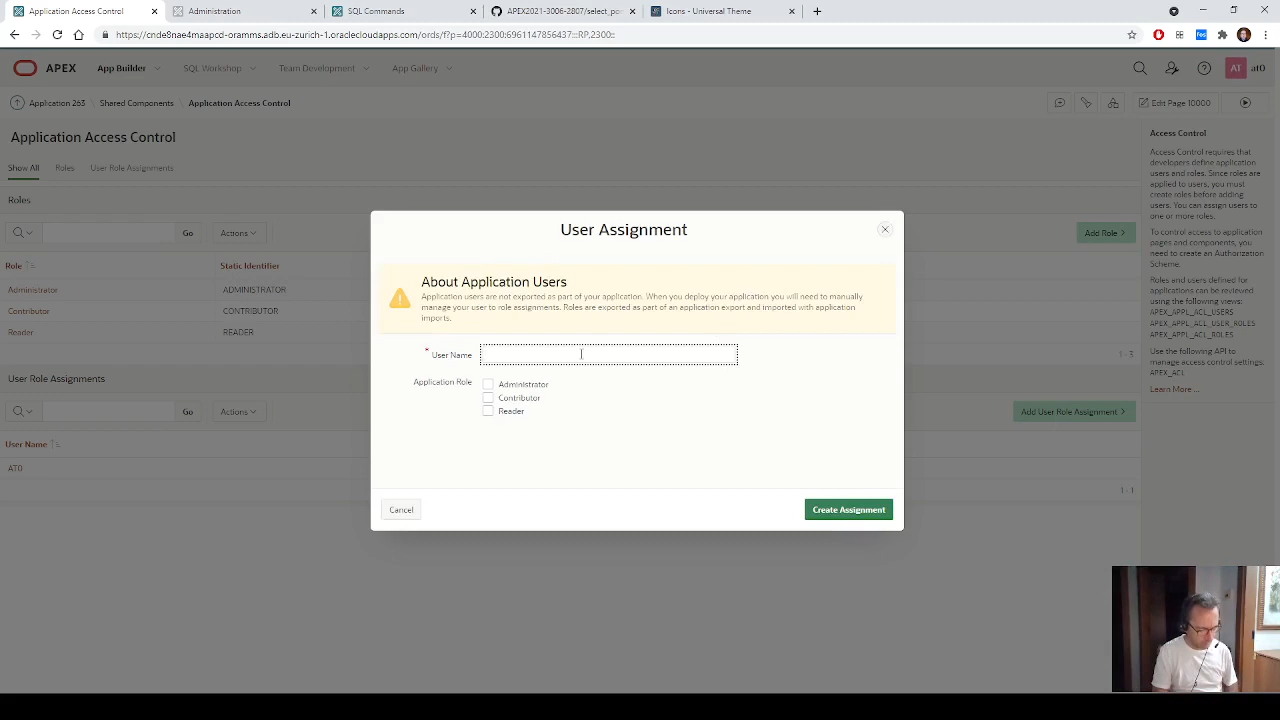 Application Access Control
Administration
SQL Commands
APEX2021-3006-2807/select_po
Icons - Universal Theme
https://cnde8nae4maapcd-oramms.adb.eu-zurich-1.oraclecloudapps.com/ords/f?p=4000:2300:6961147856437:::RP,2300::
APEX
App Builder
SQL Workshop
Team Development
App Gallery
AT
at0
Application 263 \ Shared Components \ Application Access Control
Edit Page 10000
Application Access Control
Show All
Roles
User Role Assignments
Roles
Go
Actions
Add Role
Role
Static Identifier
Administrator
ADMINISTRATOR
Contributor
CONTRIBUTOR
Reader
READER
1 - 3
User Role Assignments
Go
Actions
Add User Role Assignment
User Name
AT0
1 - 1
User Assignment
About Application Users
Application users are not exported as part of your application. When you deploy your application you will need to manually
manage your user to role assignments. Roles are exported as part of an application export and imported with application
imports.
* User Name
Application Role
Administrator
Contributor
Reader
Cancel
Create Assignment
Access Control
Access Control requires that
developers define application
users and roles. Since roles
are applied to users, you must
create roles before adding
users. You can assign users to
one or more roles.
To control access to application
pages and components, you
need to create an Authorization
Scheme.
Roles and users defined for
applications can be reviewed
using the following views:
APEX_APPL_ACL_USERS
APEX_APPL_ACL_USER_ROLES
APEX_APPL_ACL_ROLES
Use the following API to
manage access control settings:
APEX_ACL
Learn More ...